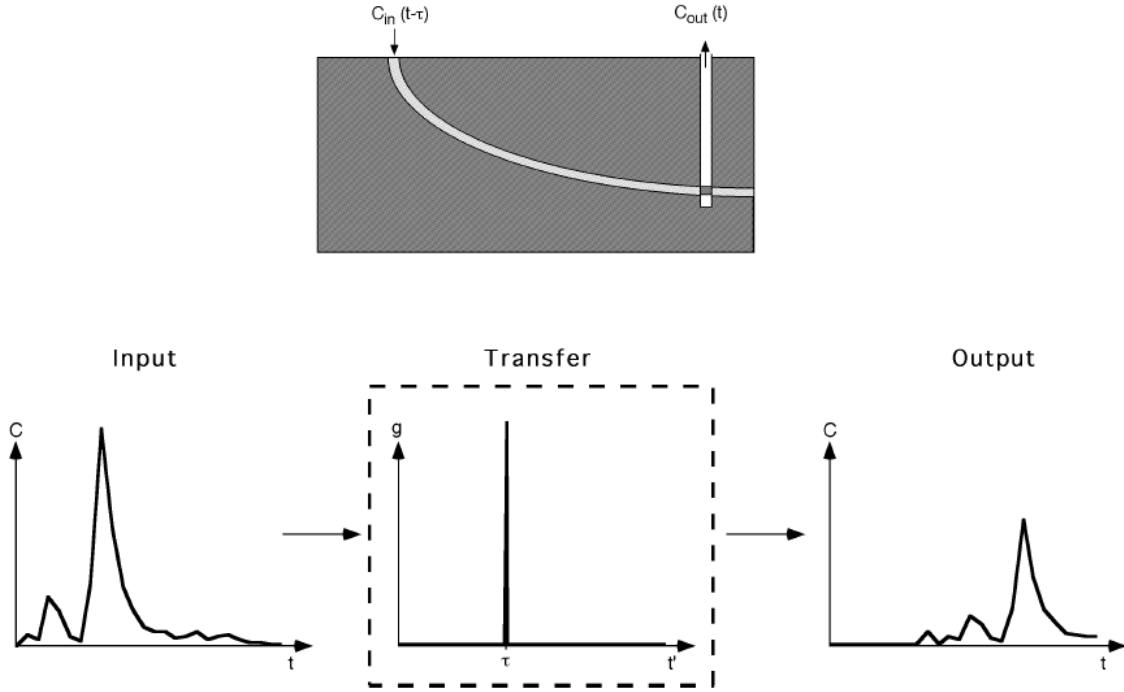 C_in (t-τ) C_out (t)
Input Transfer Output
C g C
t τ t' t